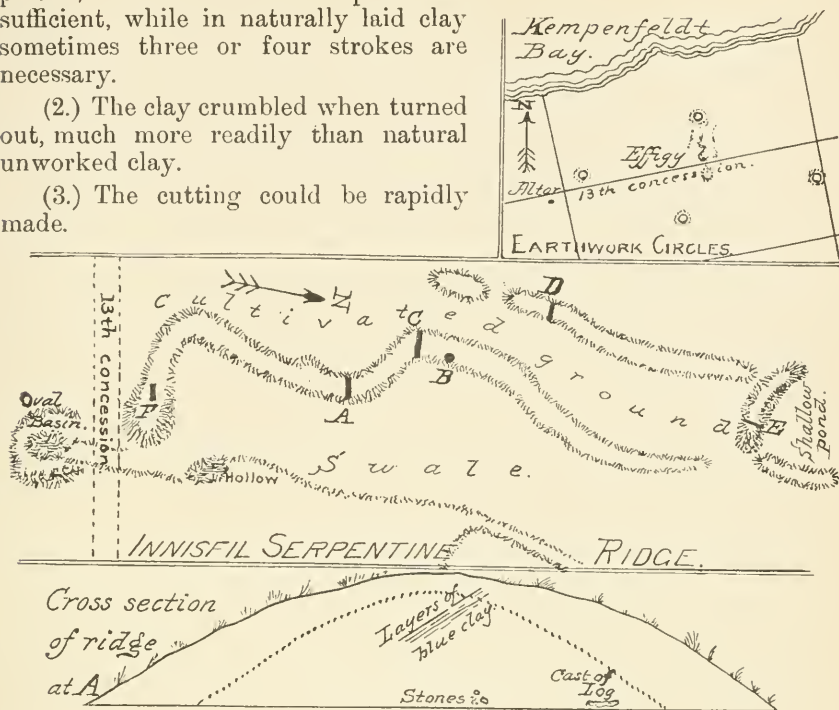 sufficient, while in naturally laid clay
sometimes three or four strokes are
necessary.
(2.) The clay crumbled when turned
out, much more readily than natural
unworked clay.
(3.) The cutting could be rapidly
made.
Kempenfeldt
Bay.
N
Effigy
Altar
13th concession.
EARTHWORK CIRCLES.
13th concession.
Cultivated ground
N
D
C
B
A
F
E
Oval
Basin.
Shallow
pond.
Hollow
Swale.
INNISFIL SERPENTINE RIDGE.
Cross section
of ridge
at A
Layers of
blue clay.
Stones
Cast of
Log